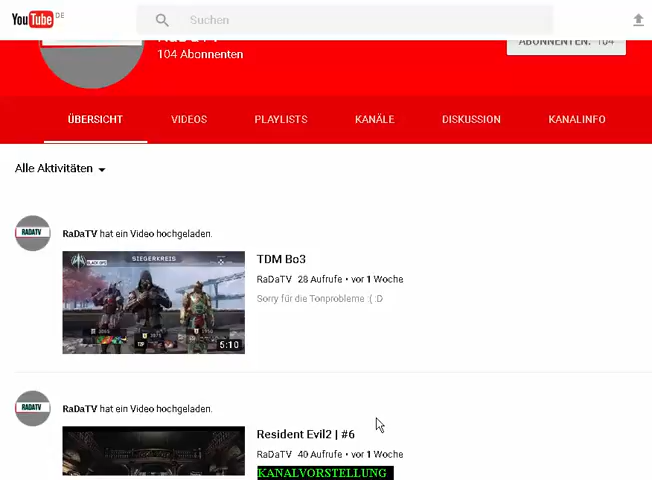 YouTube DE
Suchen
104 Abonnenten
ABONNENTEN: 104
ÜBERSICHT VIDEOS PLAYLISTS KANÄLE DISKUSSION KANALINFO
Alle Aktivitäten
RADATV
RaDaTV hat ein Video hochgeladen.
SIEGERKREIS
5:10
TDM Bo3
RaDaTV 28 Aufrufe • vor 1 Woche
Sorry für die Tonprobleme :( :D
RADATV
RaDaTV hat ein Video hochgeladen.
Resident Evil2 | #6
RaDaTV 40 Aufrufe • vor 1 Woche
KANALVORSTELLUNG